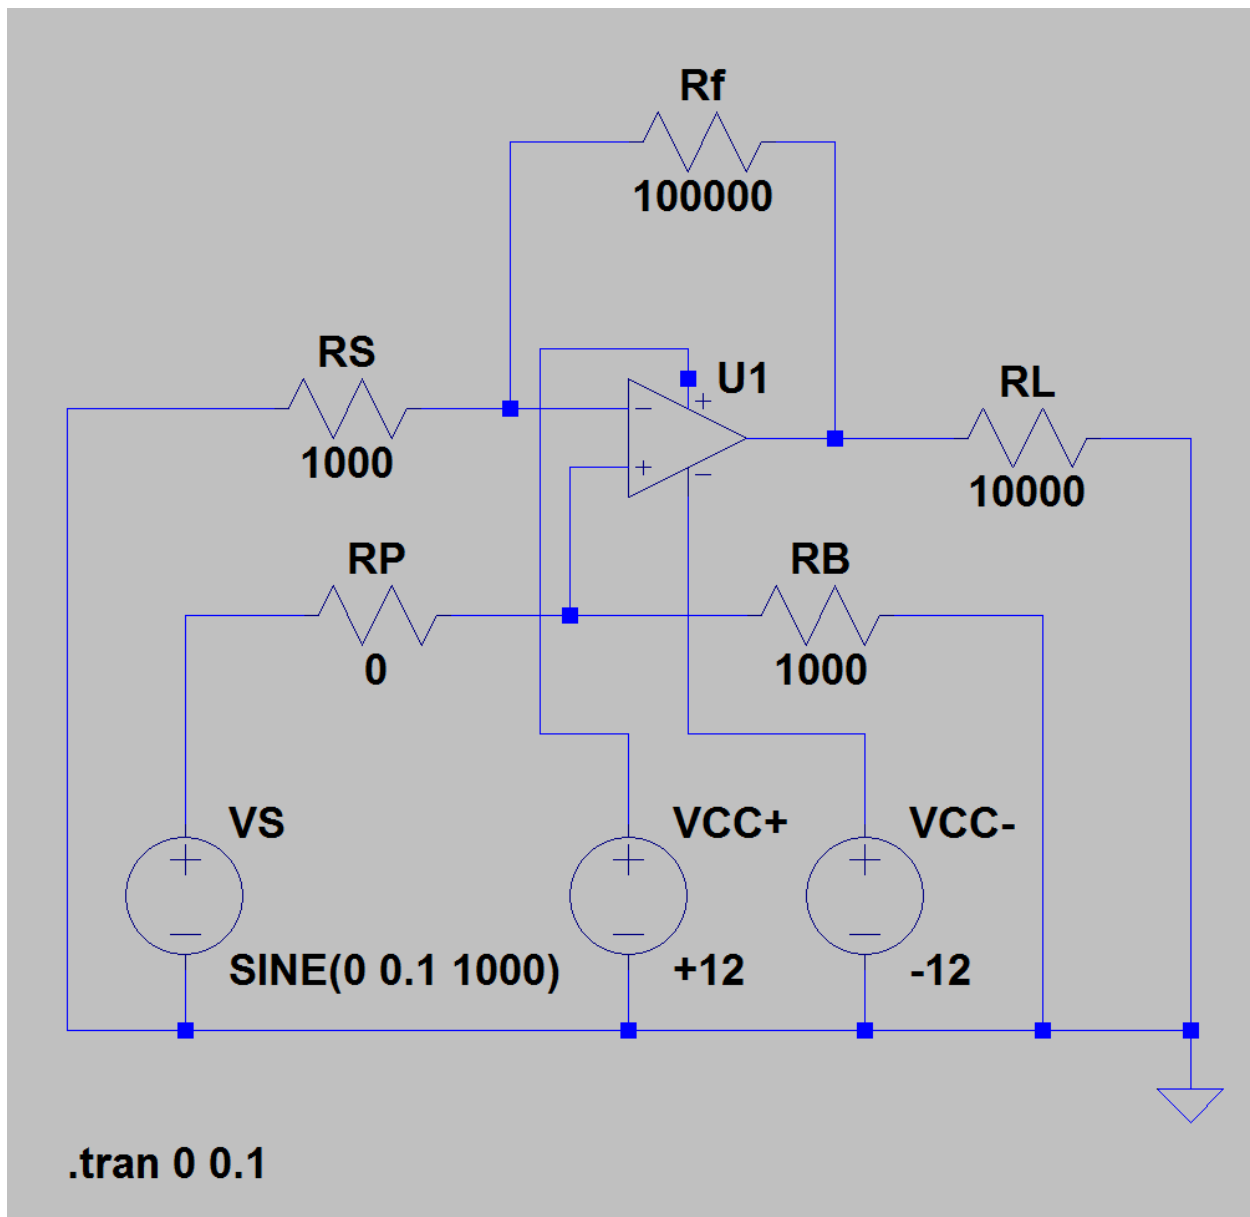 Rf
100000
RS
U1
RL
1000
10000
RP
RB
0
1000
VS
VCC+
VCC-
SINE(0 0.1 1000)
+12
-12
.tran 0 0.1